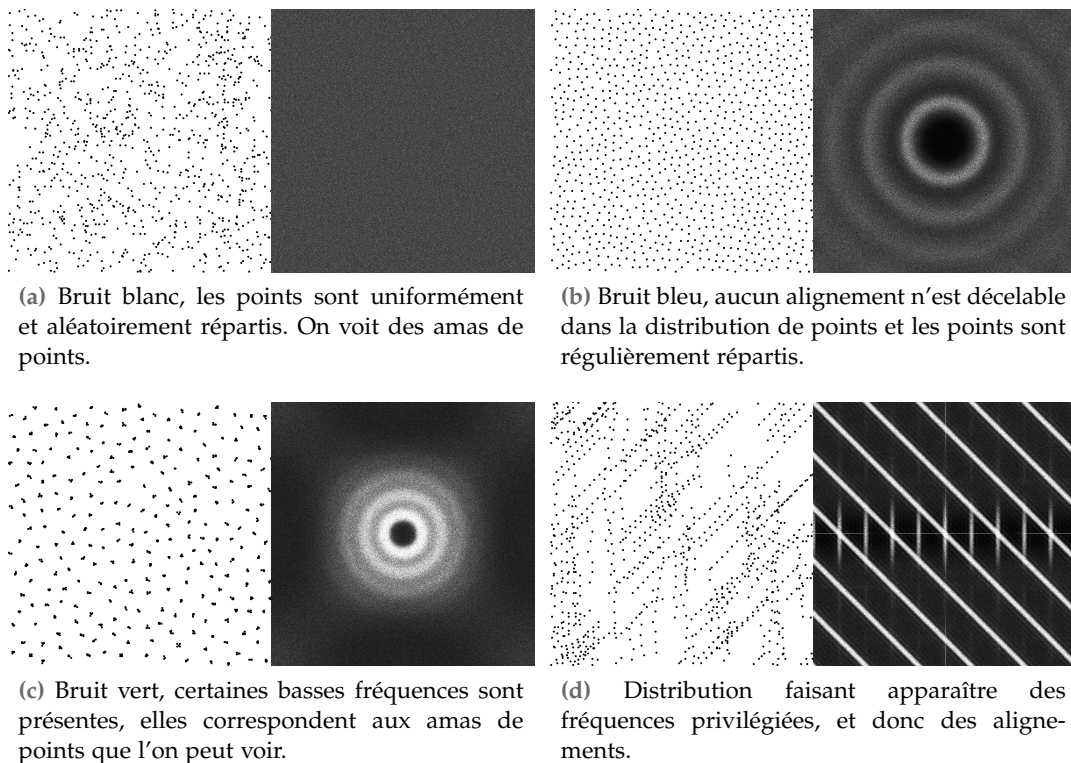 (a) Bruit blanc, les points sont uniformément
et aléatoirement répartis. On voit des amas de
points.
(b) Bruit bleu, aucun alignement n'est décelable
dans la distribution de points et les points sont
régulièrement répartis.
(c) Bruit vert, certaines basses fréquences sont
présentes, elles correspondent aux amas de
points que l'on peut voir.
(d) Distribution faisant apparaître des
fréquences privilégiées, et donc des aligne-
ments.